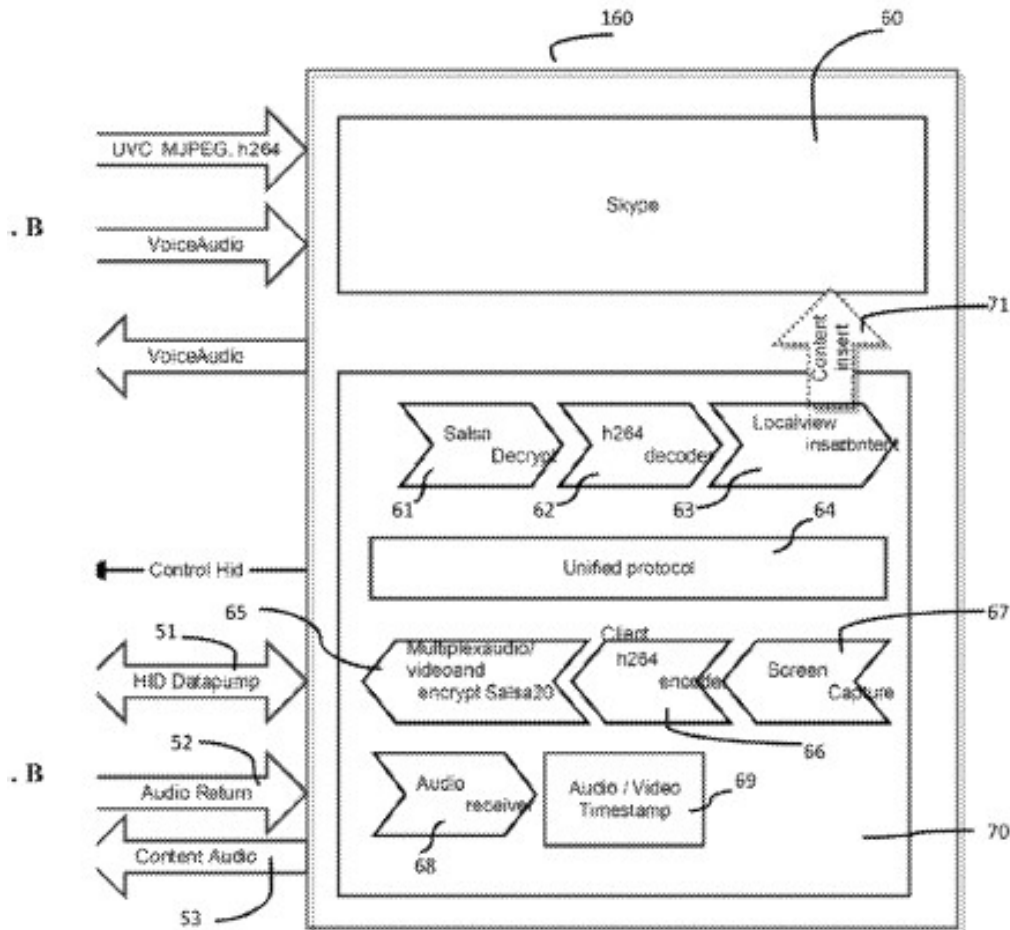 160
60
UVC MJPEG. h264
Skype
. B
VoiceAudio
71
Content
insert
VoiceAudio
Salsa
Decrypt
h264
decoder
Localview
61
62
63
64
Unified protocol
Control Hid
65
67
51
HID Datapump
Multiplexaudio/
videoand
encrypt Salsa20
Client
h264
encoder
Screen
Capture
66
52
. B
Audio Return
Audio
receiver
Audio / Video
Timestamp
69
70
Content Audio
68
53